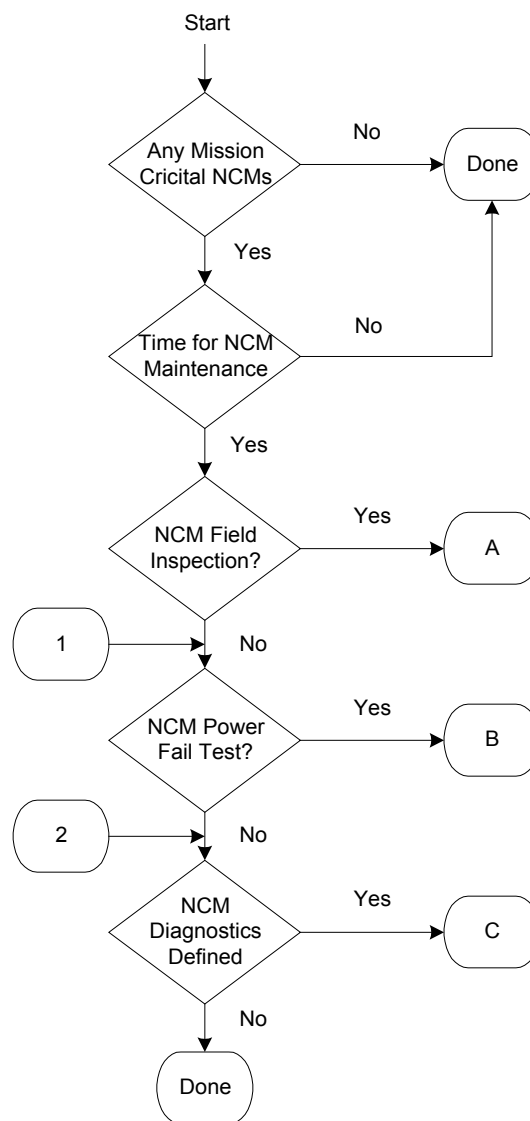 Start
Any Mission
Cricital NCMs
No
Done
Yes
Time for NCM
Maintenance
No
Yes
NCM Field
Inspection?
Yes
A
1
No
NCM Power
Fail Test?
Yes
B
2
No
NCM
Diagnostics
Defined
Yes
C
No
Done